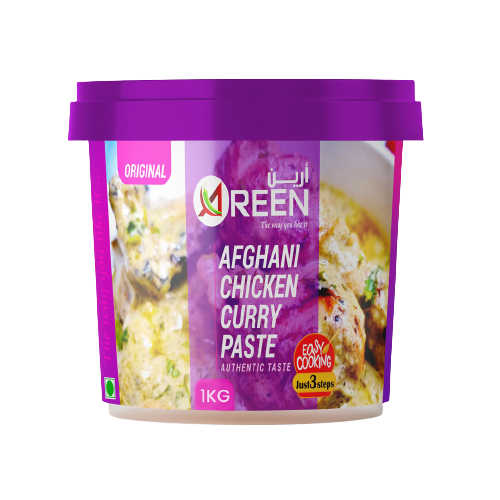 ORIGINAL
أرين
AREEN
The way you like it
AFGHANI
CHICKEN
CURRY
PASTE
AUTHENTIC TASTE
1KG
EASY
COOKING
Just 3 steps